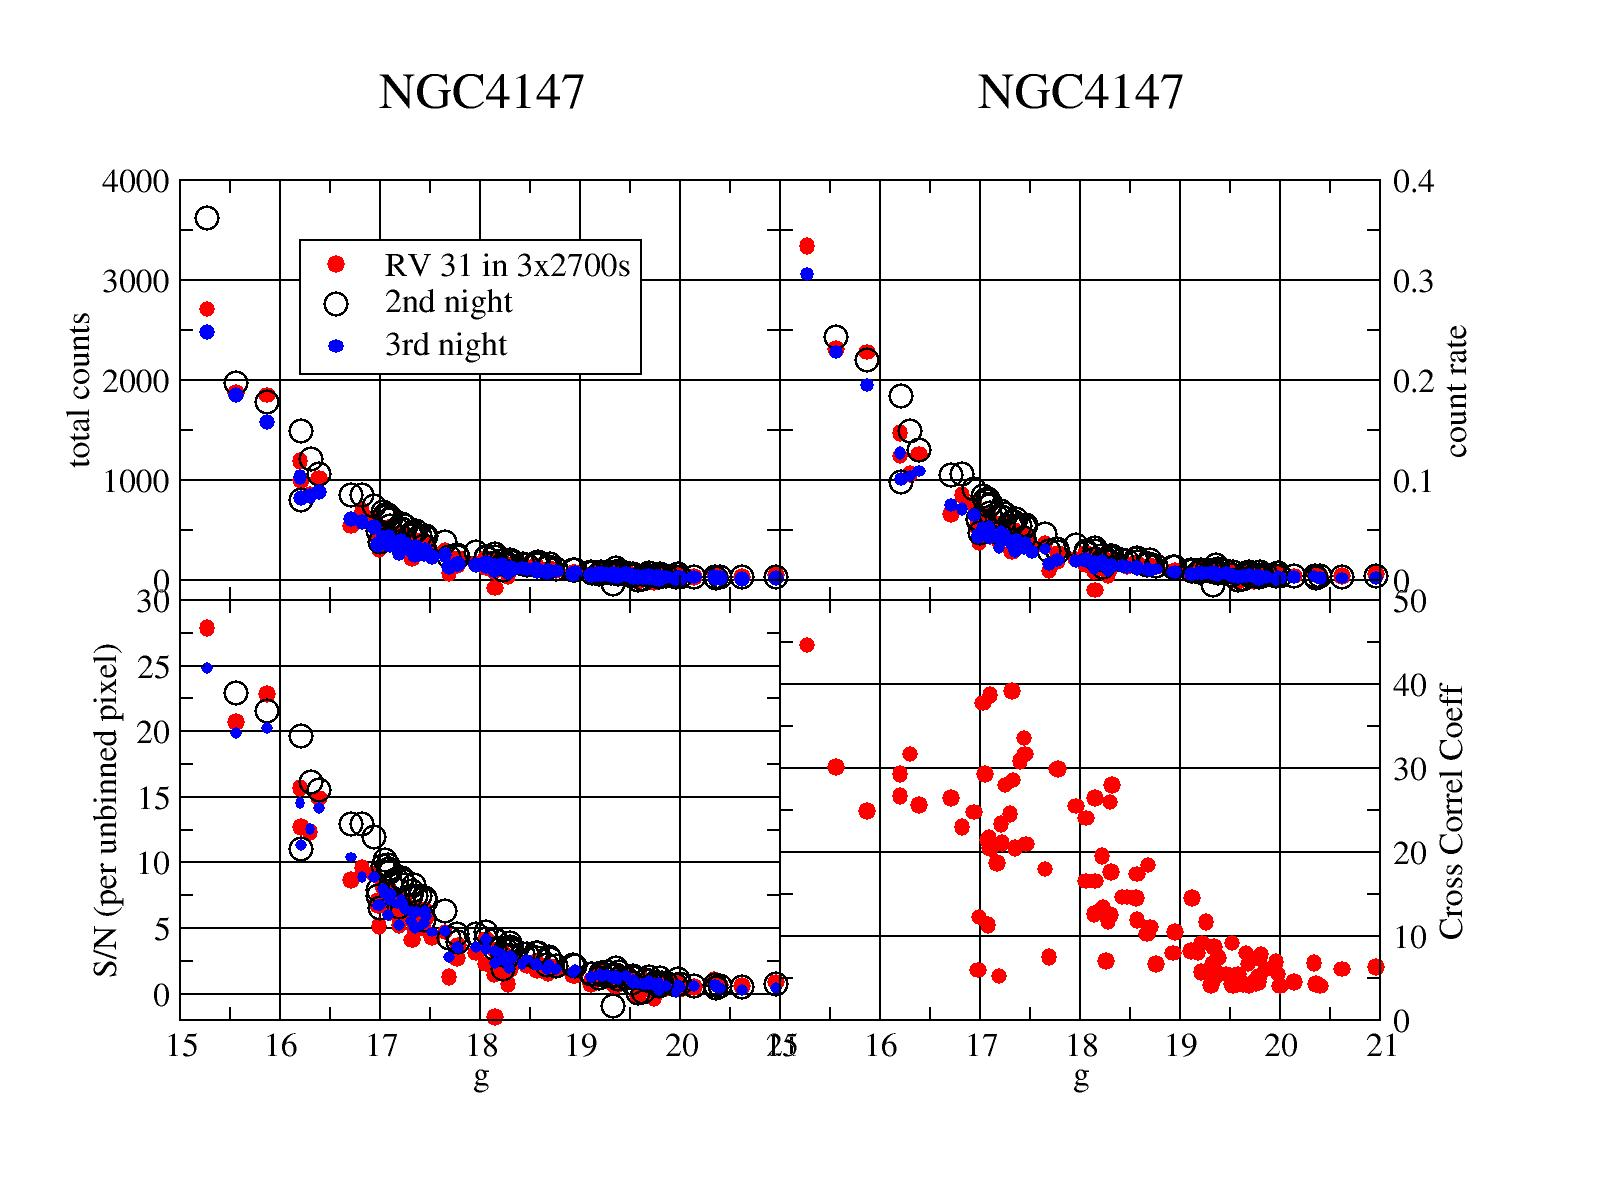 NGC4147 NGC4147
4000 0.4
RV 31 in 3x2700s
3000 0.3
2nd night
3rd night
total counts
count rate
2000 0.2
1000 0.1
0 0
30 50
25
40
20
30
S/N (per unbinned pixel)
Cross Correl Coeff
15
10 20
5
10
0
0
15 16 17 18 19 20 21
15 16 17 18 19 20 21
g g